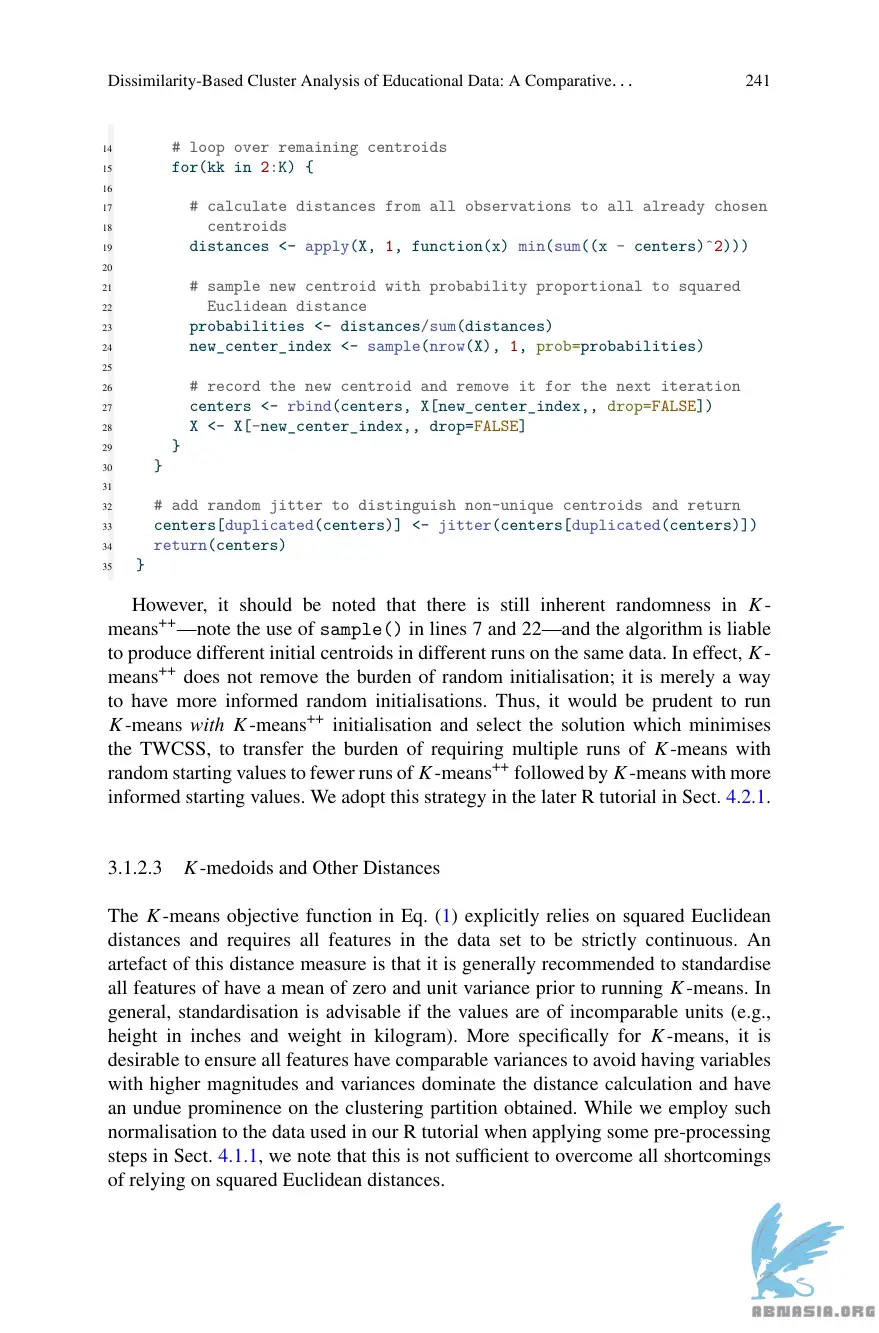 Dissimilarity-Based Cluster Analysis of Educational Data: A Comparative. . . 241
14 # loop over remaining centroids
15 for(kk in 2:K) {
16
17 # calculate distances from all observations to all already chosen
18 centroids
19 distances <- apply(X, 1, function(x) min(sum((x - centers)^2)))
20
21 # sample new centroid with probability proportional to squared
22 Euclidean distance
23 probabilities <- distances/sum(distances)
24 new_center_index <- sample(nrow(X), 1, prob=probabilities)
25
26 # record the new centroid and remove it for the next iteration
27 centers <- rbind(centers, X[new_center_index,, drop=FALSE])
28 X <- X[-new_center_index,, drop=FALSE]
29 }
30 }
31
32 # add random jitter to distinguish non-unique centroids and return
33 centers[duplicated(centers)] <- jitter(centers[duplicated(centers)])
34 return(centers)
35 }
However, it should be noted that there is still inherent randomness in K-
means++—note the use of sample() in lines 7 and 22—and the algorithm is liable
to produce different initial centroids in different runs on the same data. In effect, K-
means++ does not remove the burden of random initialisation; it is merely a way
to have more informed random initialisations. Thus, it would be prudent to run
K-means with K-means++ initialisation and select the solution which minimises
the TWCSS, to transfer the burden of requiring multiple runs of K-means with
random starting values to fewer runs of K-means++ followed by K-means with more
informed starting values. We adopt this strategy in the later R tutorial in Sect. 4.2.1.
3.1.2.3 K-medoids and Other Distances
The K-means objective function in Eq. (1) explicitly relies on squared Euclidean
distances and requires all features in the data set to be strictly continuous. An
artefact of this distance measure is that it is generally recommended to standardise
all features of have a mean of zero and unit variance prior to running K-means. In
general, standardisation is advisable if the values are of incomparable units (e.g.,
height in inches and weight in kilogram). More specifically for K-means, it is
desirable to ensure all features have comparable variances to avoid having variables
with higher magnitudes and variances dominate the distance calculation and have
an undue prominence on the clustering partition obtained. While we employ such
normalisation to the data used in our R tutorial when applying some pre-processing
steps in Sect. 4.1.1, we note that this is not sufficient to overcome all shortcomings
of relying on squared Euclidean distances.
ABNASIA.ORG